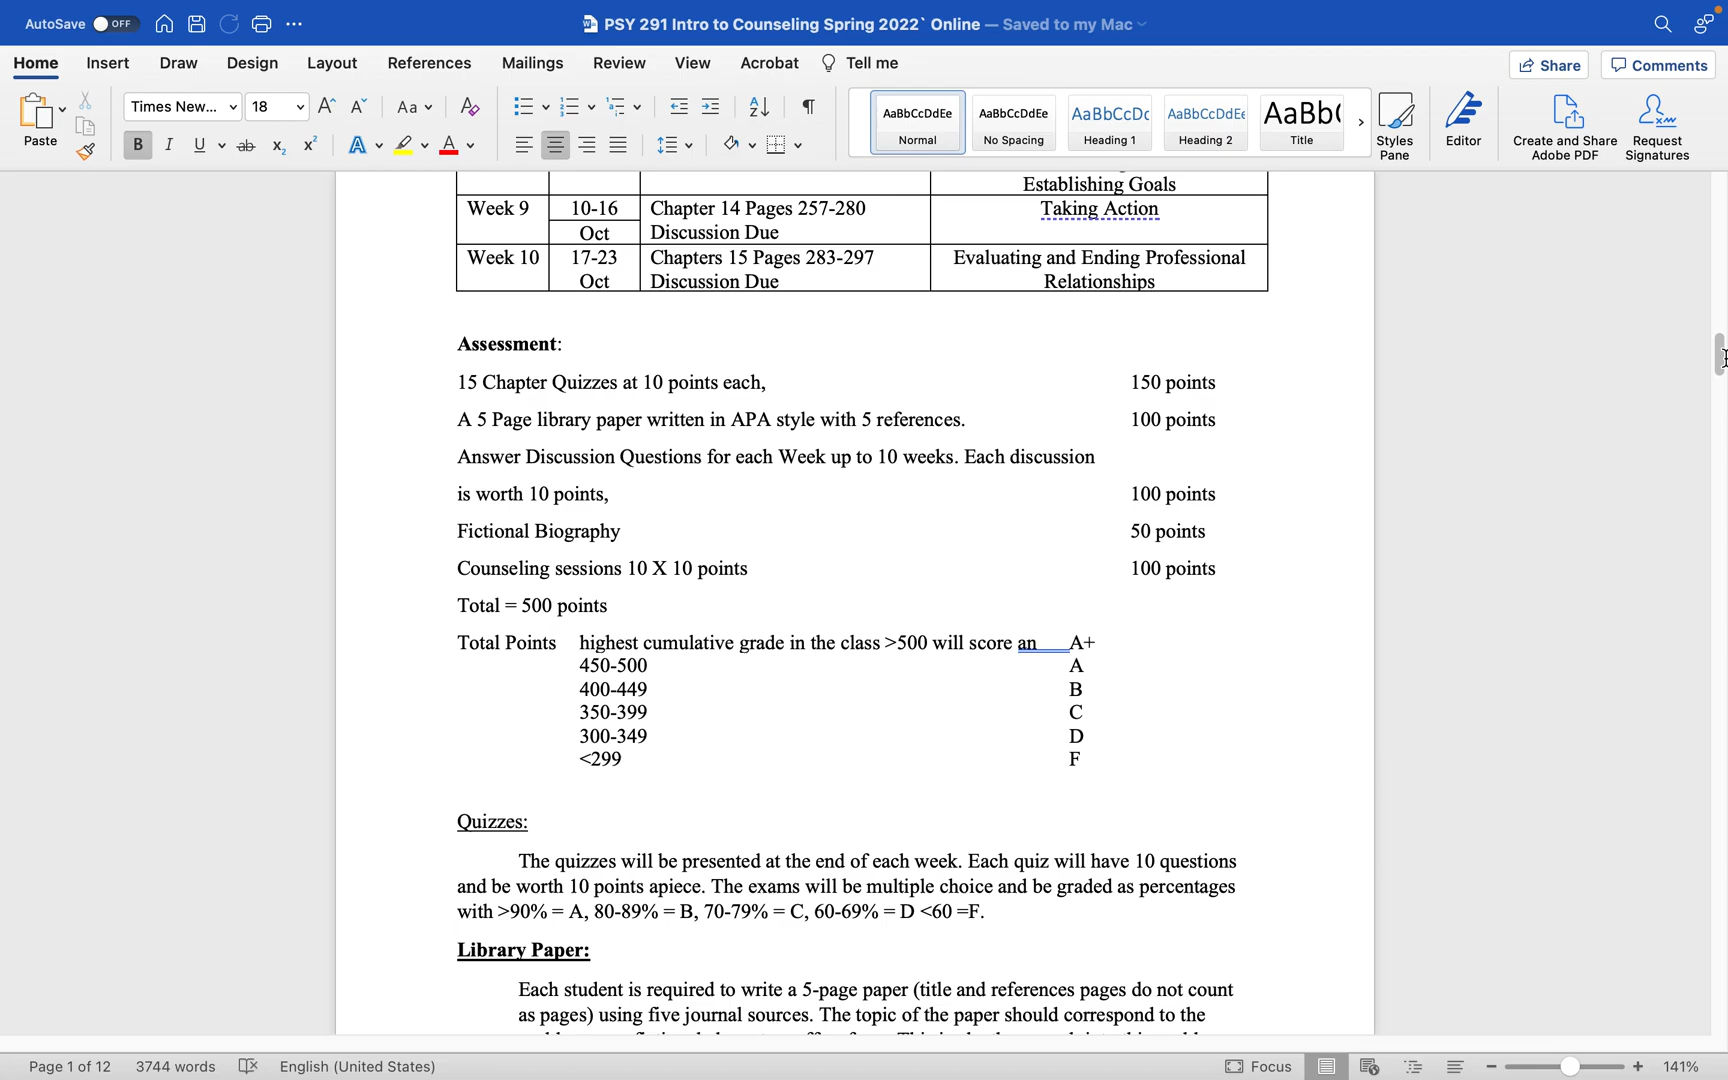 AutoSave OFF
PSY 291 Intro to Counseling Spring 2022` Online — Saved to my Mac
Home Insert Draw Design Layout References Mailings Review View Acrobat Tell me Share Comments
Paste
Times New... 18 Aa
B I U ab x2 x2 A A
AaBbCcDdEe
Normal
AaBbCcDdEe
No Spacing
AaBbCcDc
Heading 1
AaBbCcDdEe
Heading 2
AaBb(
Title
Styles
Pane
Editor
Create and Share
Adobe PDF
Request
Signatures
Establishing Goals
Week 9 10-16 Chapter 14 Pages 257-280 Taking Action
Oct Discussion Due
Week 10 17-23 Chapters 15 Pages 283-297 Evaluating and Ending Professional
Oct Discussion Due Relationships
Assessment:
15 Chapter Quizzes at 10 points each, 150 points
A 5 Page library paper written in APA style with 5 references. 100 points
Answer Discussion Questions for each Week up to 10 weeks. Each discussion
is worth 10 points, 100 points
Fictional Biography 50 points
Counseling sessions 10 X 10 points 100 points
Total = 500 points
Total Points highest cumulative grade in the class >500 will score an A+
450-500 A
400-449 B
350-399 C
300-349 D
<299 F
Quizzes:
The quizzes will be presented at the end of each week. Each quiz will have 10 questions
and be worth 10 points apiece. The exams will be multiple choice and be graded as percentages
with >90% = A, 80-89% = B, 70-79% = C, 60-69% = D <60 =F.
Library Paper:
Each student is required to write a 5-page paper (title and references pages do not count
as pages) using five journal sources. The topic of the paper should correspond to the
Page 1 of 12 3744 words English (United States) Focus 141%